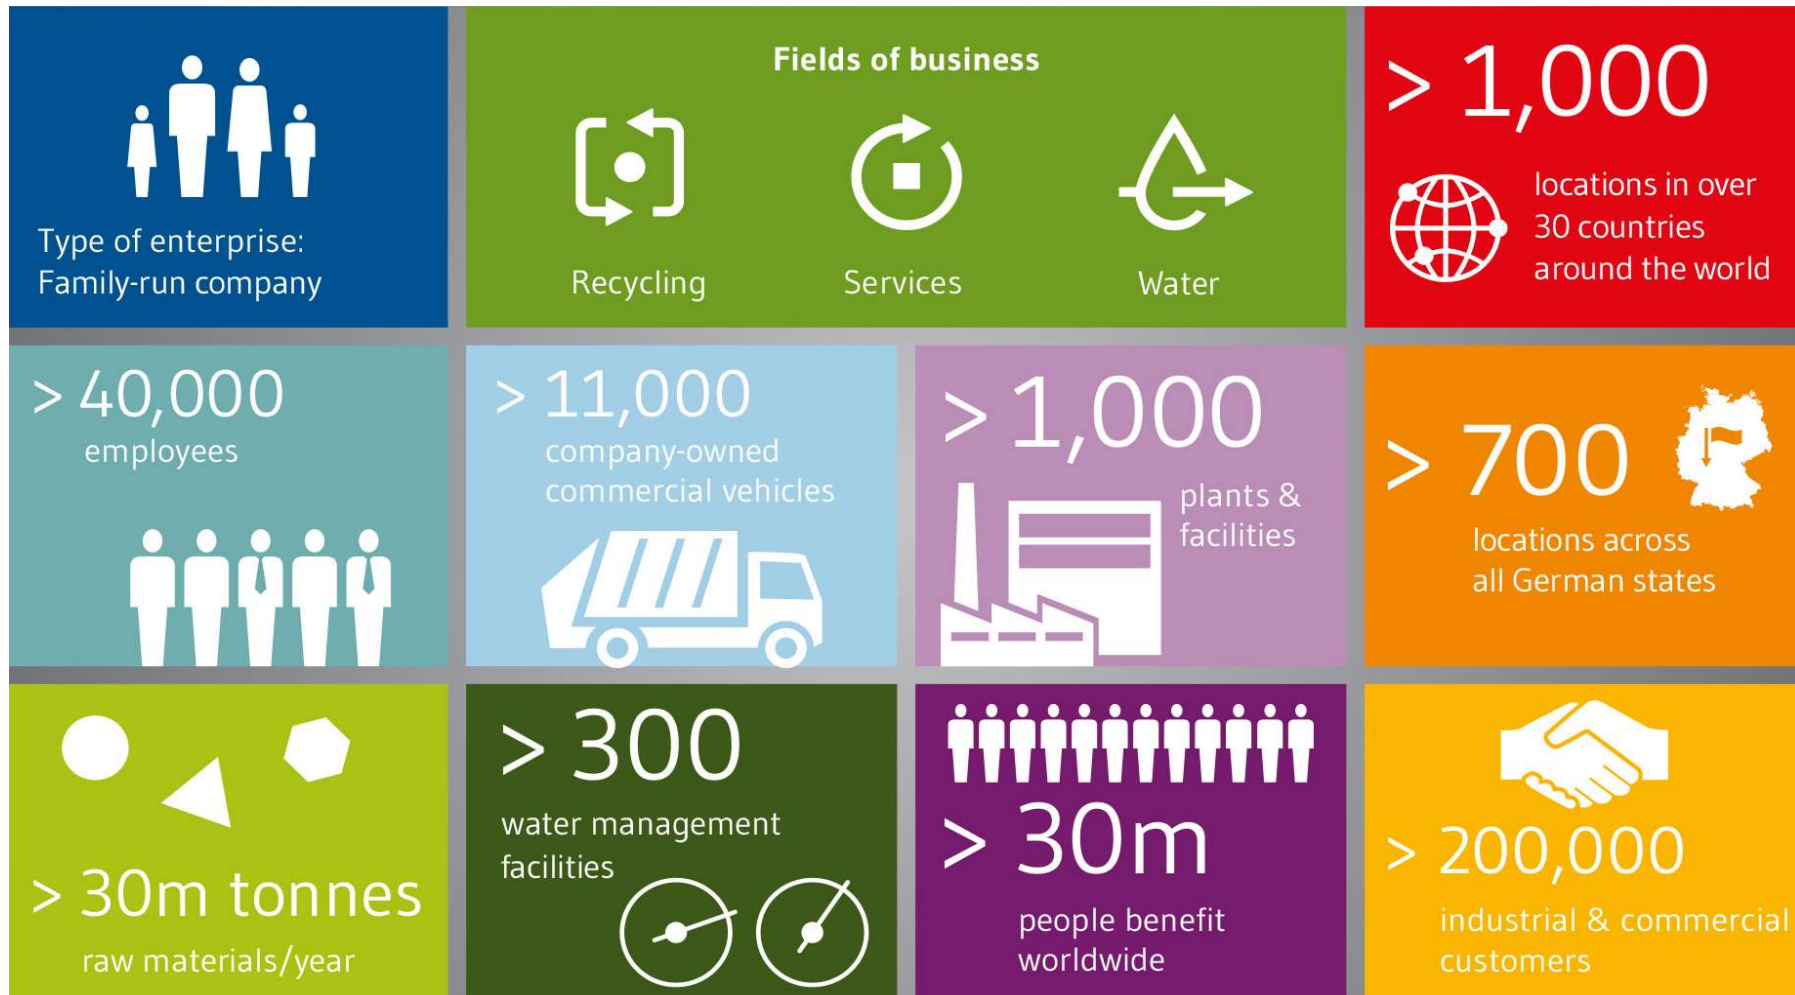 Type of enterprise:
Family-run company
Fields of business
Recycling
Services
Water
> 1,000
locations in over
30 countries
around the world
> 40,000
employees
> 11,000
company-owned
commercial vehicles
> 1,000
plants &
facilities
> 700
locations across
all German states
> 30m tonnes
raw materials/year
> 300
water management
facilities
> 30m
people benefit
worldwide
> 200,000
industrial & commercial
customers